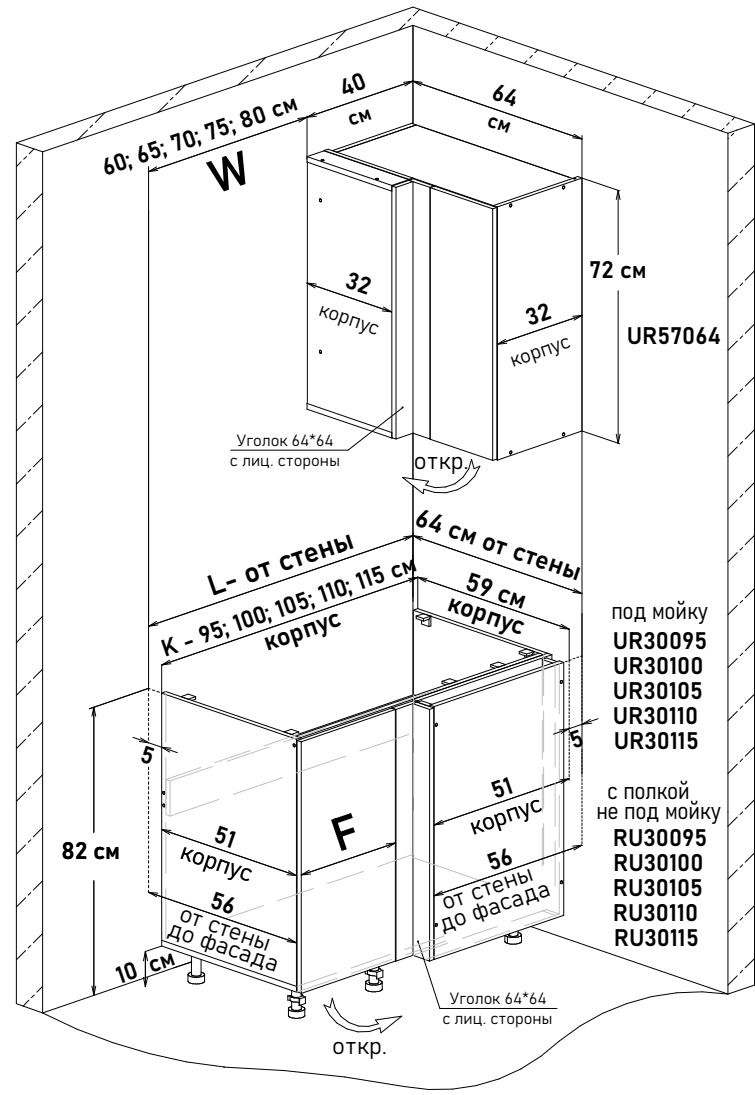 40
см
64
см
60; 65; 70; 75; 80 см
W
32
корпус
32
корпус
72 см
UR57064
Уголок 64*64
с лиц. стороны
откр.
L- от стены
64 см от стены
K - 95; 100; 105; 110; 115 см
корпус
59 см
корпус
под мойку
UR30095
UR30100
UR30105
UR30110
UR30115
5
5
51
корпус
F
51
корпус
82 см
56
от стены
до фасада
56
от стены
до фасада
с полкой
не под мойку
RU30095
RU30100
RU30105
RU30110
RU30115
10 см
Уголок 64*64
с лиц. стороны
откр.